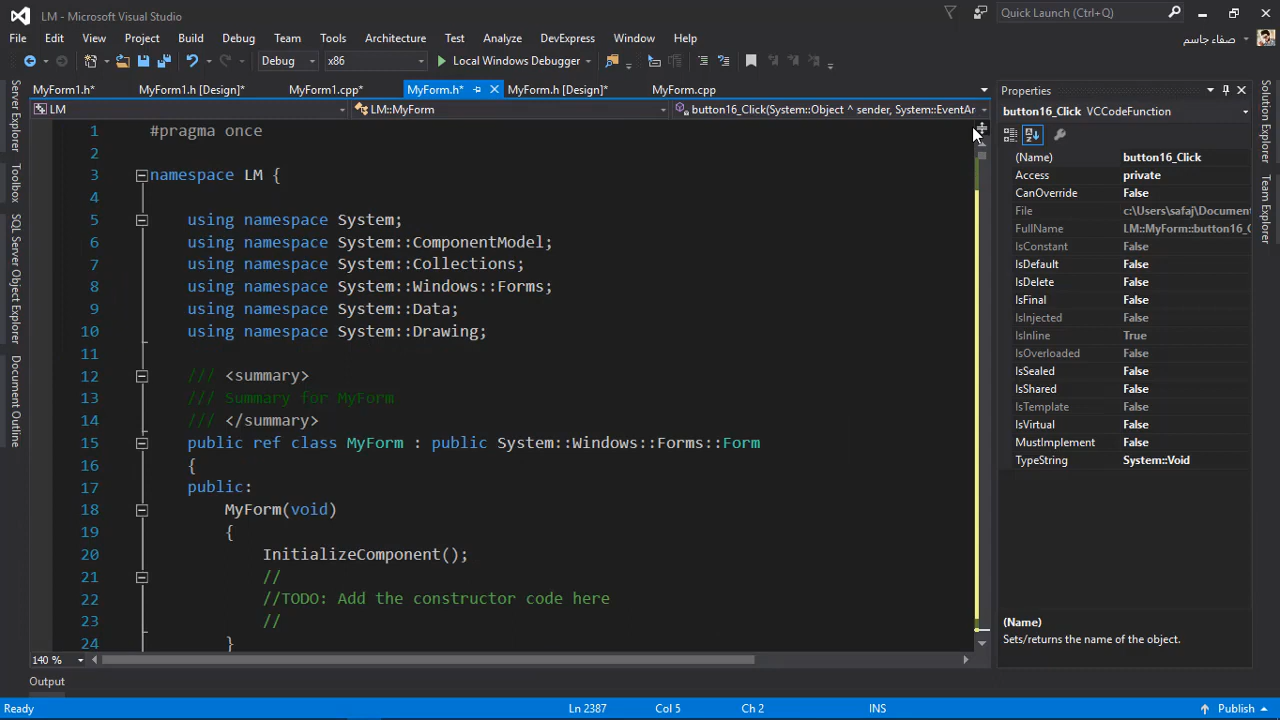 LM - Microsoft Visual Studio
Quick Launch (Ctrl+Q)
File Edit View Project Build Debug Team Tools Architecture Test Analyze DevExpress Window Help
صفاء جاسم
Debug x86 Local Windows Debugger
MyForm1.h* MyForm1.h [Design]* MyForm1.cpp* MyForm.h* MyForm.h [Design]* MyForm.cpp
LM LM::MyForm button16_Click(System::Object ^ sender, System::EventAr
Server Explorer
Toolbox
SQL Server Object Explorer
Document Outline
1 #pragma once
2
3 namespace LM {
4
5 using namespace System;
6 using namespace System::ComponentModel;
7 using namespace System::Collections;
8 using namespace System::Windows::Forms;
9 using namespace System::Data;
10 using namespace System::Drawing;
11
12 /// <summary>
13 /// Summary for MyForm
14 /// </summary>
15 public ref class MyForm : public System::Windows::Forms::Form
16 {
17 public:
18 MyForm(void)
19 {
20 InitializeComponent();
21 //
22 //TODO: Add the constructor code here
23 //
24 }
140 %
Properties
button16_Click VCCodeFunction
(Name) button16_Click
Access private
CanOverride False
File c:\Users\safaj\Document
FullName LM::MyForm::button16_C
IsConstant False
IsDefault False
IsDelete False
IsFinal False
IsInjected False
IsInline True
IsOverloaded False
IsSealed False
IsShared False
IsTemplate False
IsVirtual False
MustImplement False
TypeString System::Void
(Name)
Sets/returns the name of the object.
Solution Explorer
Team Explorer
Output
Ready Ln 2387 Col 5 Ch 2 INS Publish